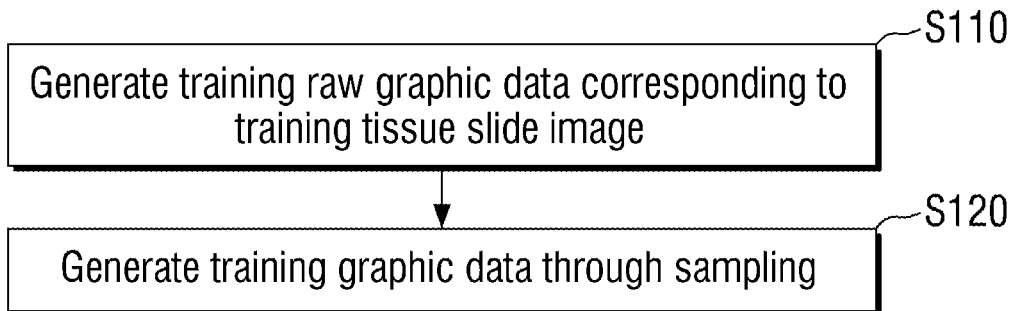 S110
Generate training raw graphic data corresponding to
training tissue slide image
S120
Generate training graphic data through sampling